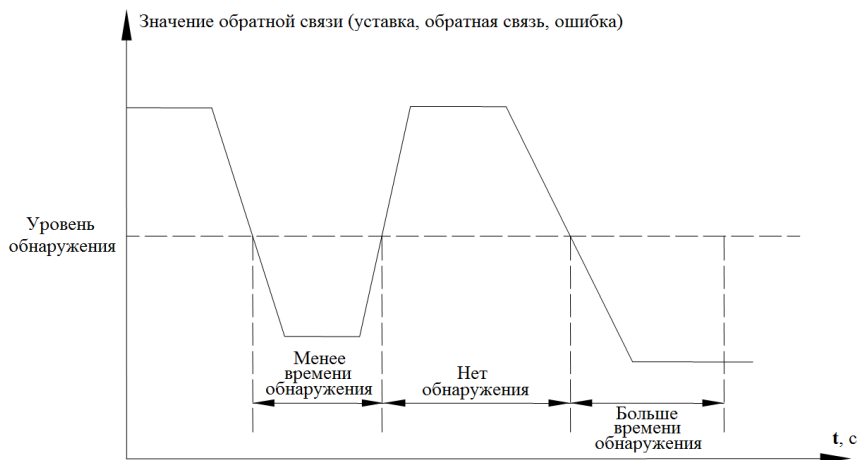 Значение обратной связи (уставка, обратная связь, ошибка)
Уровень
обнаружения
Менее
времени
обнаружения
Нет
обнаружения
Больше
времени
обнаружения
t, с